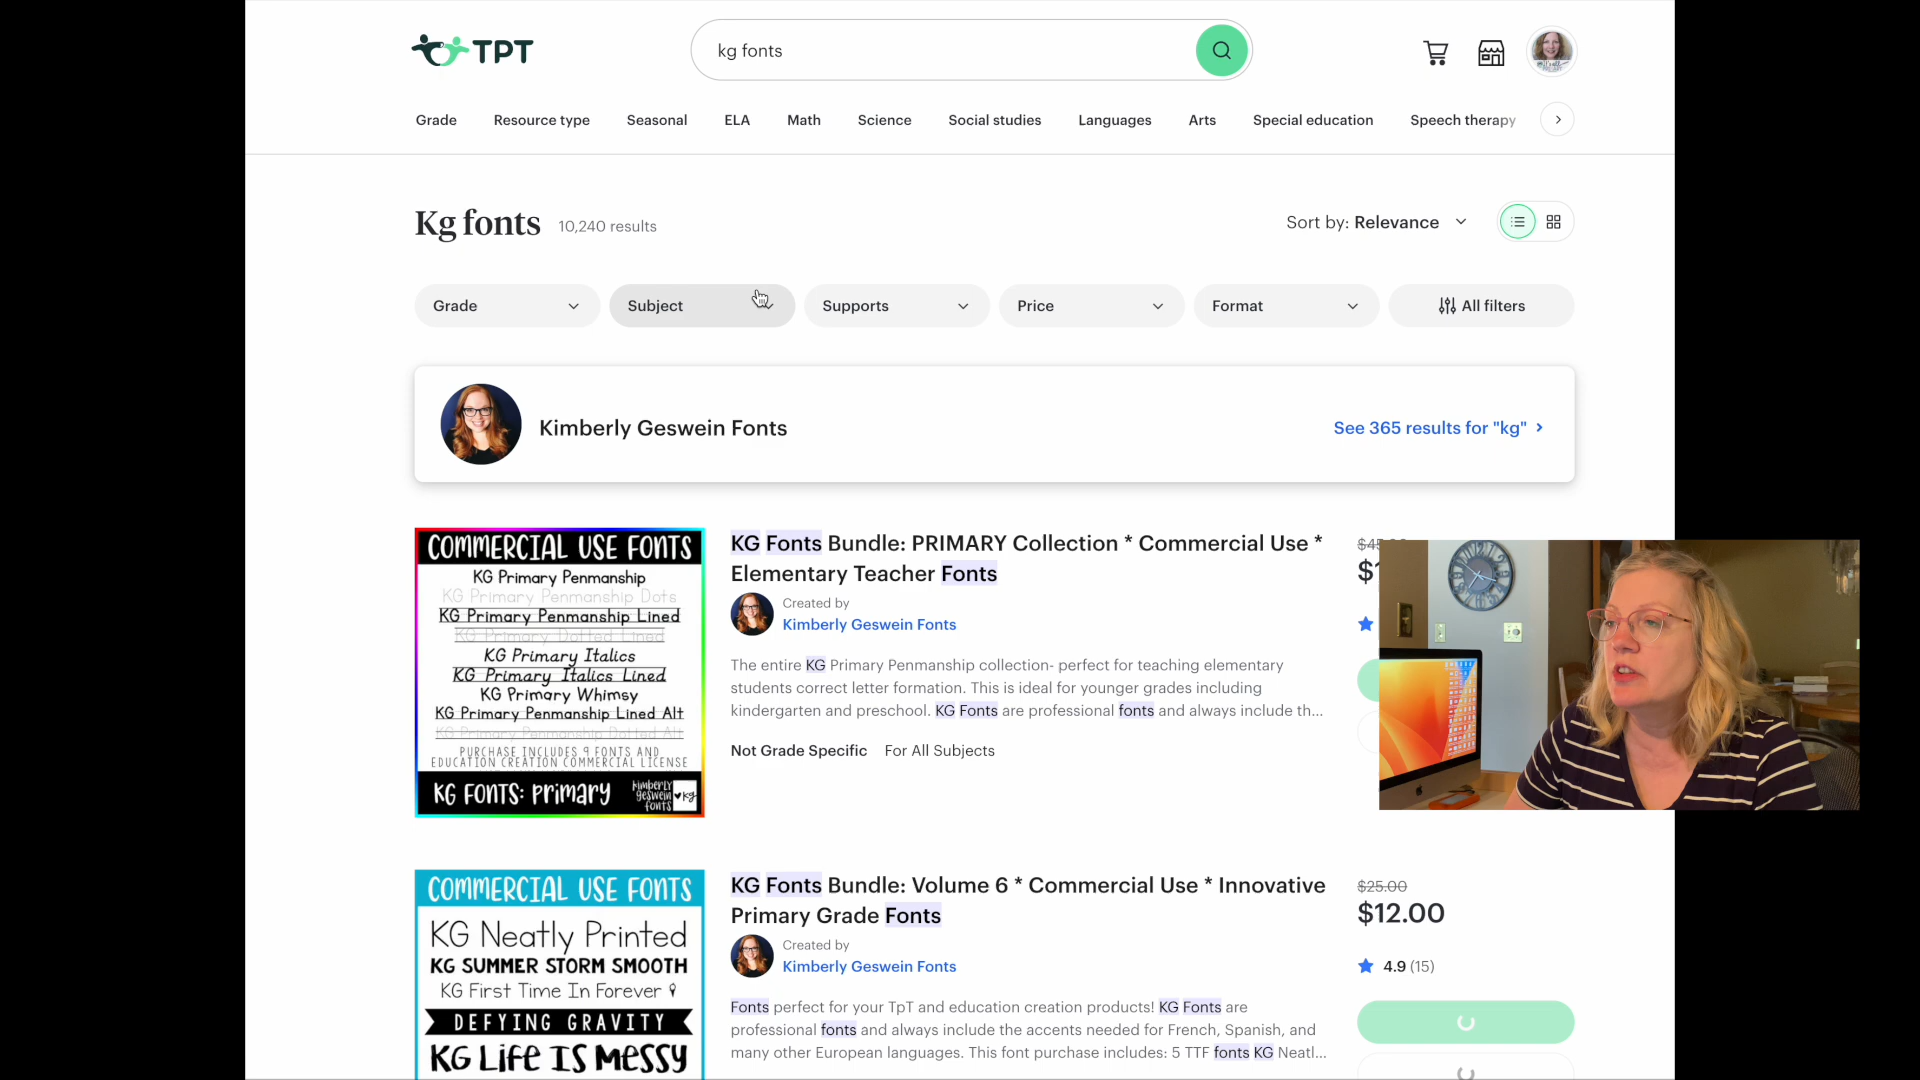 TPT
kg fonts
Grade Resource type Seasonal ELA Math Science Social studies Languages Arts Special education Speech therapy
Kg fonts 10,240 results
Sort by: Relevance
Grade Subject Supports Price Format All filters
Kimberly Geswein Fonts
See 365 results for "kg"
COMMERCIAL USE FONTS
KG Primary Penmanship
KG Primary Penmanship Dots
KG Primary Penmanship Lined
KG Primary Dotted Lined
KG Primary Italics
KG Primary Italics Lined
KG Primary Whimsy
KG Primary Penmanship Lined Alt
KG Primary Penmanship Dotted Alt
PURCHASE INCLUDES 9 FONTS AND
EDUCATION CREATION COMMERCIAL LICENSE
KG FONTS: PRIMARY
kimberly
geswein
fonts
kg
KG Fonts Bundle: PRIMARY Collection * Commercial Use *
Elementary Teacher Fonts
Created by
Kimberly Geswein Fonts
The entire KG Primary Penmanship collection- perfect for teaching elementary
students correct letter formation. This is ideal for younger grades including
kindergarten and preschool. KG Fonts are professional fonts and always include th...
Not Grade Specific For All Subjects
COMMERCIAL USE FONTS
KG Neatly Printed
KG SUMMER STORM SMOOTH
KG First Time In Forever
DEFYING GRAVITY
KG LiFe IS MeSSY
KG Fonts Bundle: Volume 6 * Commercial Use * Innovative
Primary Grade Fonts
Created by
Kimberly Geswein Fonts
Fonts perfect for your TpT and education creation products! KG Fonts are
professional fonts and always include the accents needed for French, Spanish, and
many other European languages. This font purchase includes: 5 TTF fonts KG Neatl...
$25.00
$12.00
4.9 (15)